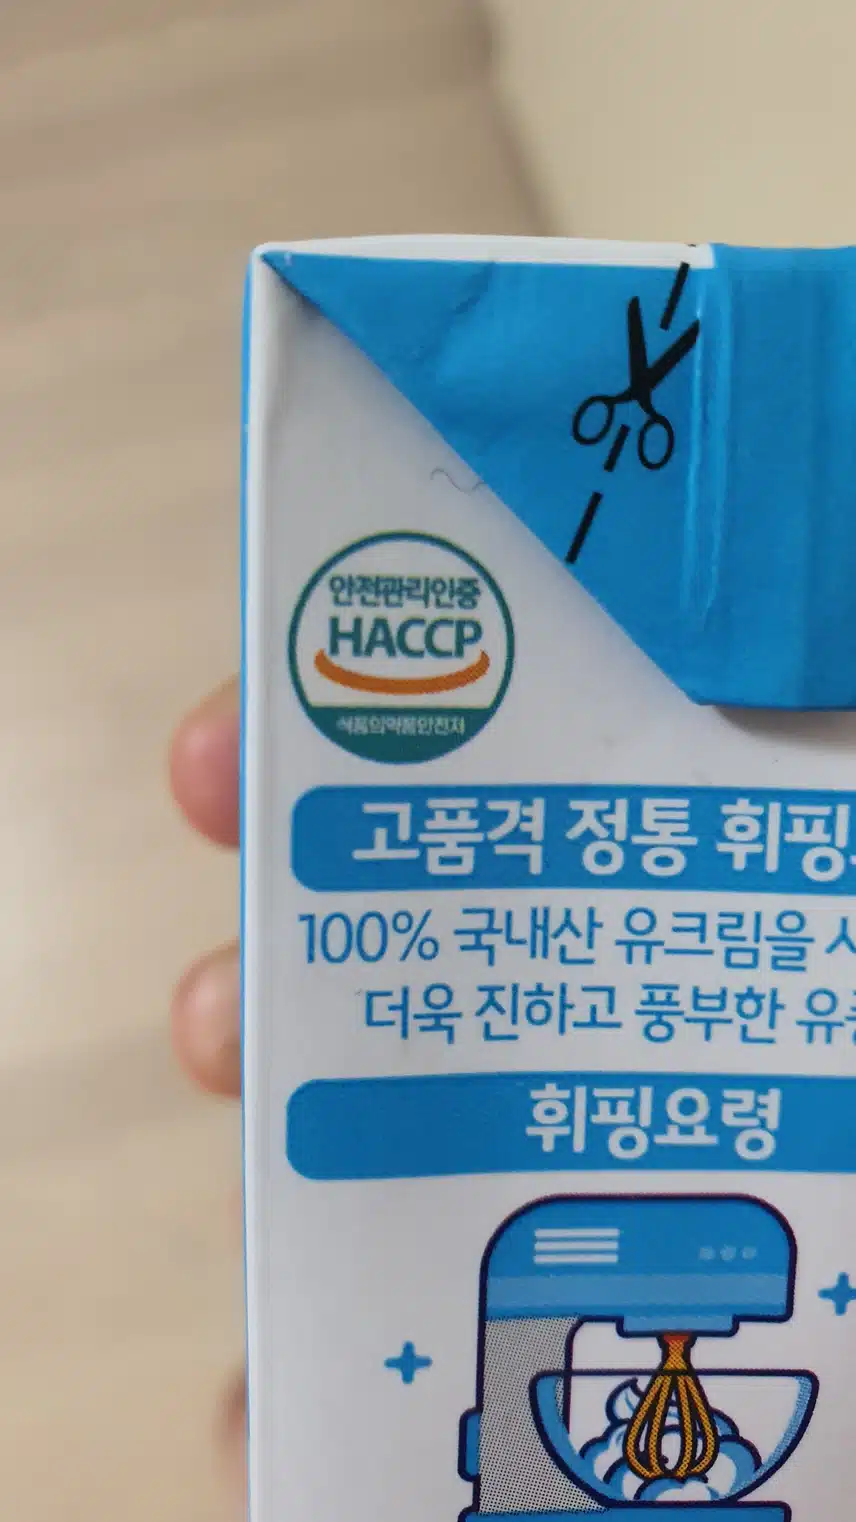 안전관리인증
HACCP
식품의약품안전처
고품격 정통 휘핑
100% 국내산 유크림을
더욱 진하고 풍부한
휘핑요령